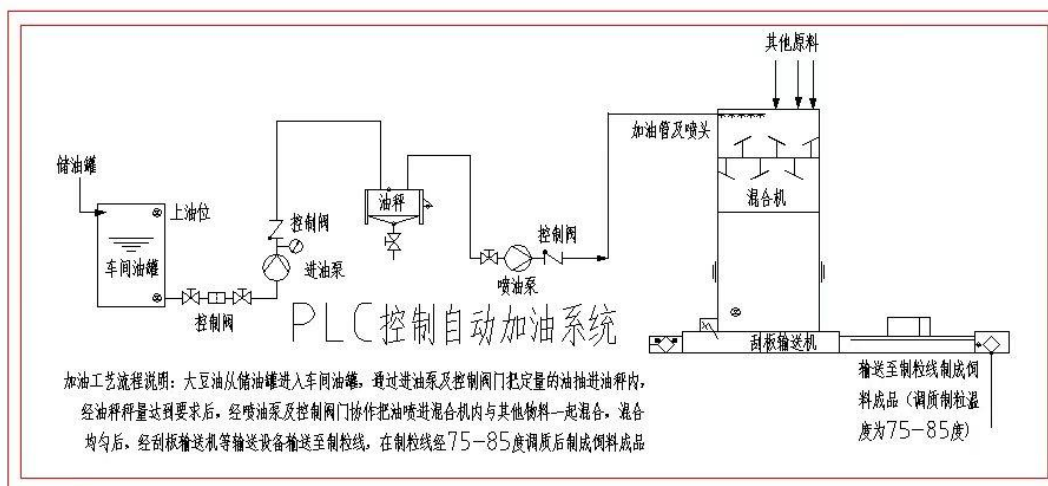 其他原料
加油管及喷头
储油罐
上油位
控制阀
油秤
混合机
控制阀
车间油罐
进油泵
喷油泵
控制阀
PLC控制自动加油系统
刮板输送机
加油工艺流程说明：大豆油从储油罐进入车间油罐，通过进油泵及控制阀门把定量的油抽进油秤内，
经油秤秤量达到要求后，经喷油泵及控制阀门协作把油喷进混合机内与其他物料一起混合，混合
均匀后，经刮板输送机等输送设备输送至制粒线，在制粒线经75-85度调质后制成饲料成品
输送至制粒线制成饲
料成品（调质制粒温
度为75-85度）